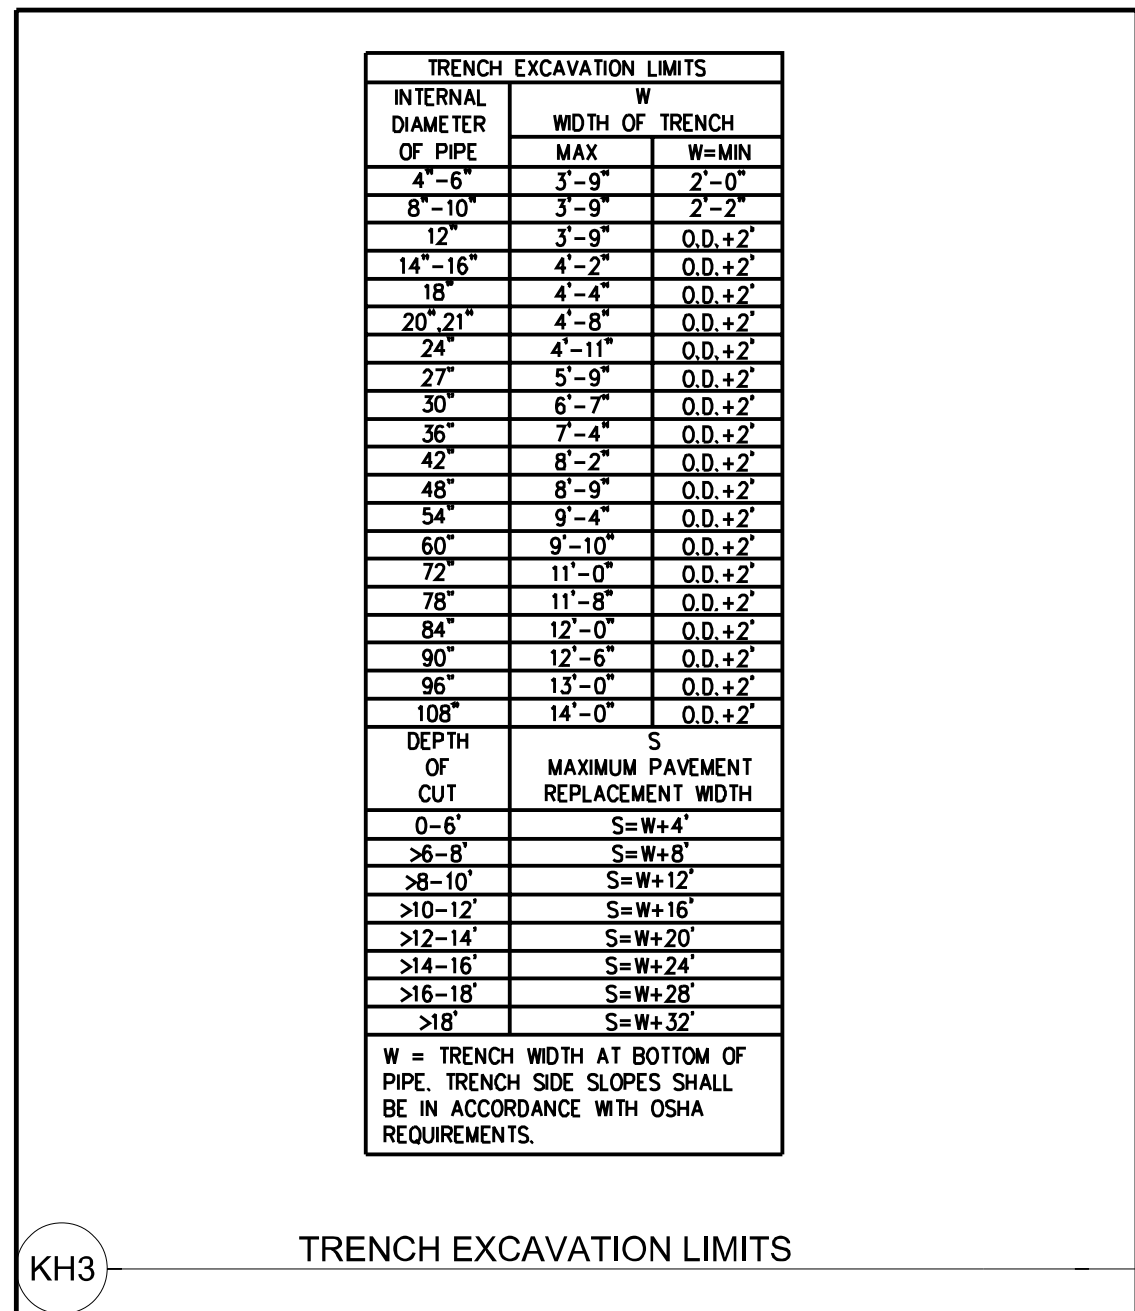 TRENCH EXCAVATION LIMITS
INTERNAL DIAMETER OF PIPE
W
WIDTH OF TRENCH
MAX W=MIN
4"-6" 3'-9" 2'-0"
8"-10" 3'-9" 2'-2"
12" 3'-9" O.D.+2'
14"-16" 4'-2" O.D.+2'
18" 4'-4" O.D.+2'
20",21" 4'-8" O.D.+2'
24" 4'-11" O.D.+2'
27" 5'-9" O.D.+2'
30" 6'-7" O.D.+2'
36" 7'-4" O.D.+2'
42" 8'-2" O.D.+2'
48" 8'-9" O.D.+2'
54" 9'-4" O.D.+2'
60" 9'-10" O.D.+2'
72" 11'-0" O.D.+2'
78" 11'-8" O.D.+2'
84" 12'-0" O.D.+2'
90" 12'-6" O.D.+2'
96" 13'-0" O.D.+2'
108" 14'-0" O.D.+2'
DEPTH OF CUT
S
MAXIMUM PAVEMENT
REPLACEMENT WIDTH
0-6' S=W+4'
>6-8' S=W+8'
>8-10' S=W+12'
>10-12' S=W+16'
>12-14' S=W+20'
>14-16' S=W+24'
>16-18' S=W+28'
>18' S=W+32'
W = TRENCH WIDTH AT BOTTOM OF
PIPE. TRENCH SIDE SLOPES SHALL
BE IN ACCORDANCE WITH OSHA
REQUIREMENTS.
KH3
TRENCH EXCAVATION LIMITS